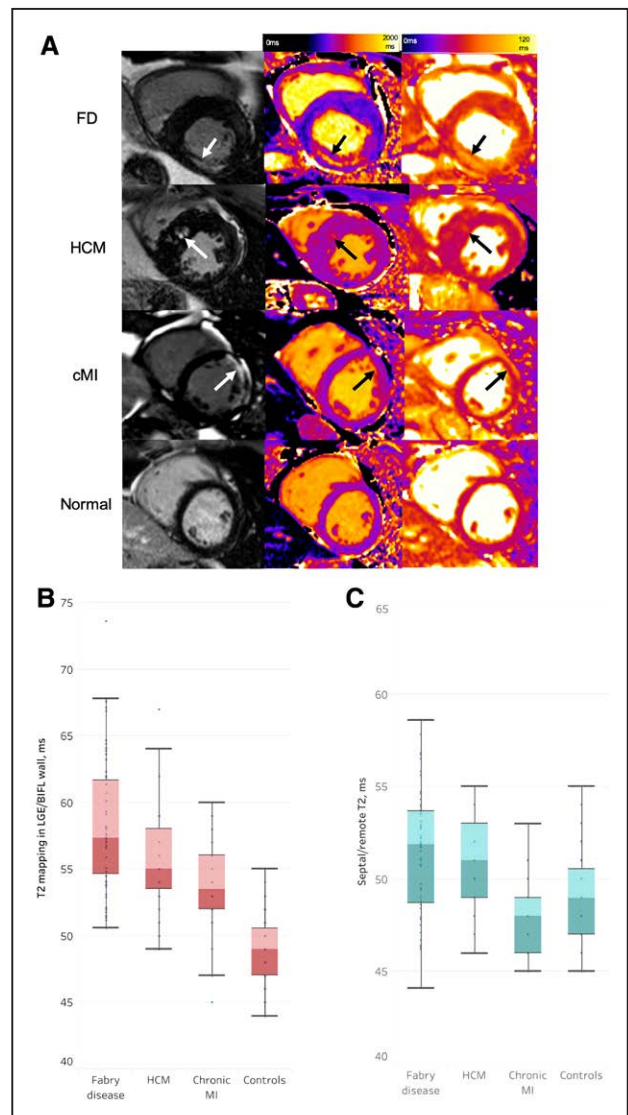 A
0ms 2000 ms
0ms 120 ms
FD
HCM
cMI
Normal
B
T2 mapping in LGE/BIFL wall, ms
75
70
65
60
55
50
45
40
Fabry disease
HCM
Chronic MI
Controls
C
Septal/remote T2, ms
65
60
55
50
45
40
Fabry disease
HCM
Chronic MI
Controls